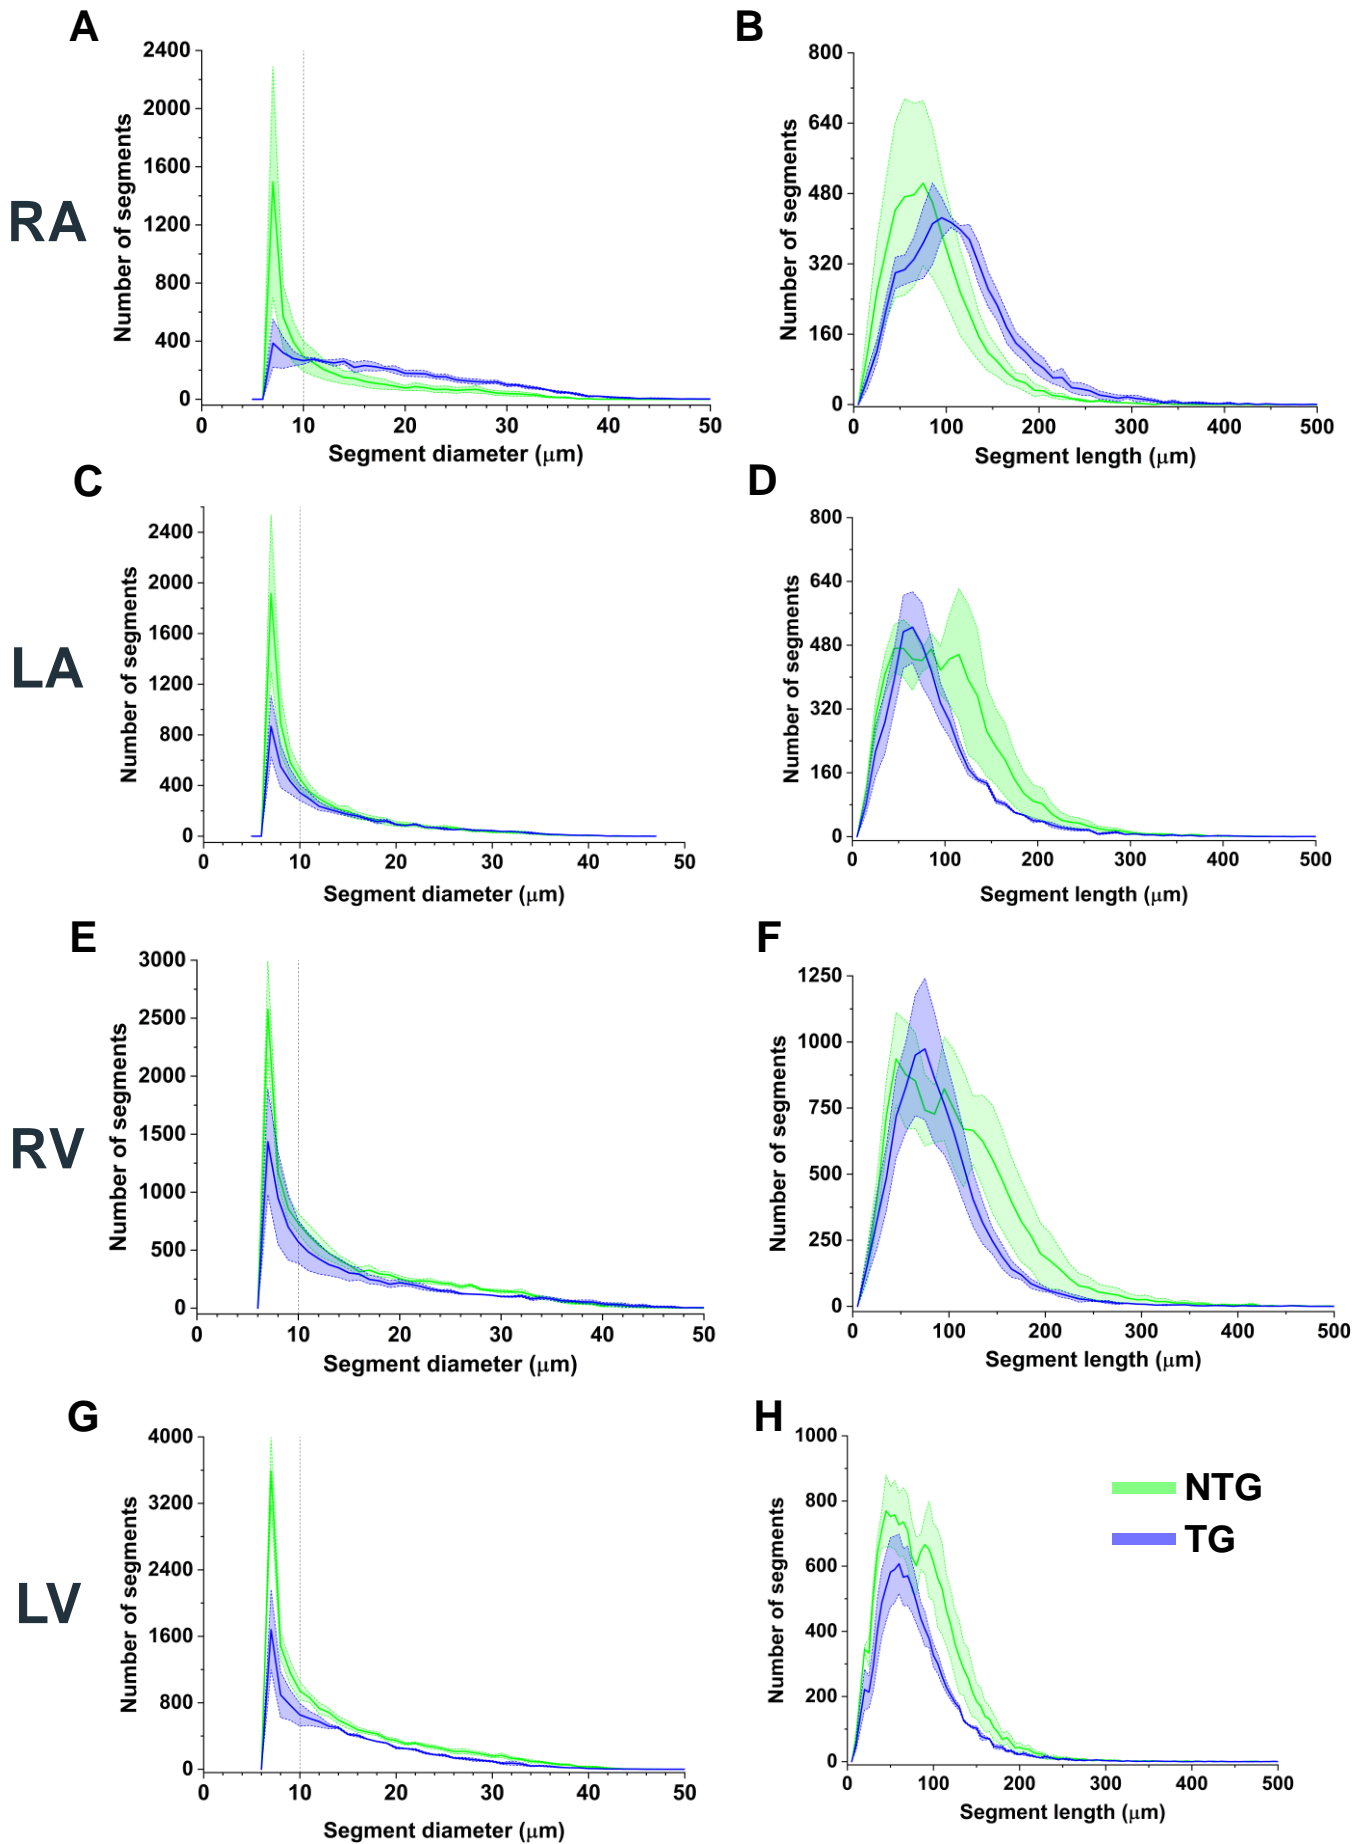 A
B
RA
Number of segments
2400
2000
1600
1200
800
400
0
0 10 20 30 40 50
Segment diameter (μm)
Number of segments
800
640
480
320
160
0
0 100 200 300 400 500
Segment length (μm)
C
D
LA
Number of segments
2400
2000
1600
1200
800
400
0
0 10 20 30 40 50
Segment diameter (μm)
Number of segments
800
640
480
320
160
0
0 100 200 300 400 500
Segment length (μm)
E
F
RV
Number of segments
3000
2500
2000
1500
1000
500
0
0 10 20 30 40 50
Segment diameter (μm)
Number of segments
1250
1000
750
500
250
0
0 100 200 300 400 500
Segment length (μm)
G
H
LV
Number of segments
4000
3200
2400
1600
800
0
0 10 20 30 40 50
Segment diameter (μm)
Number of segments
1000
800
600
400
200
0
0 100 200 300 400 500
Segment length (μm)
NTG
TG